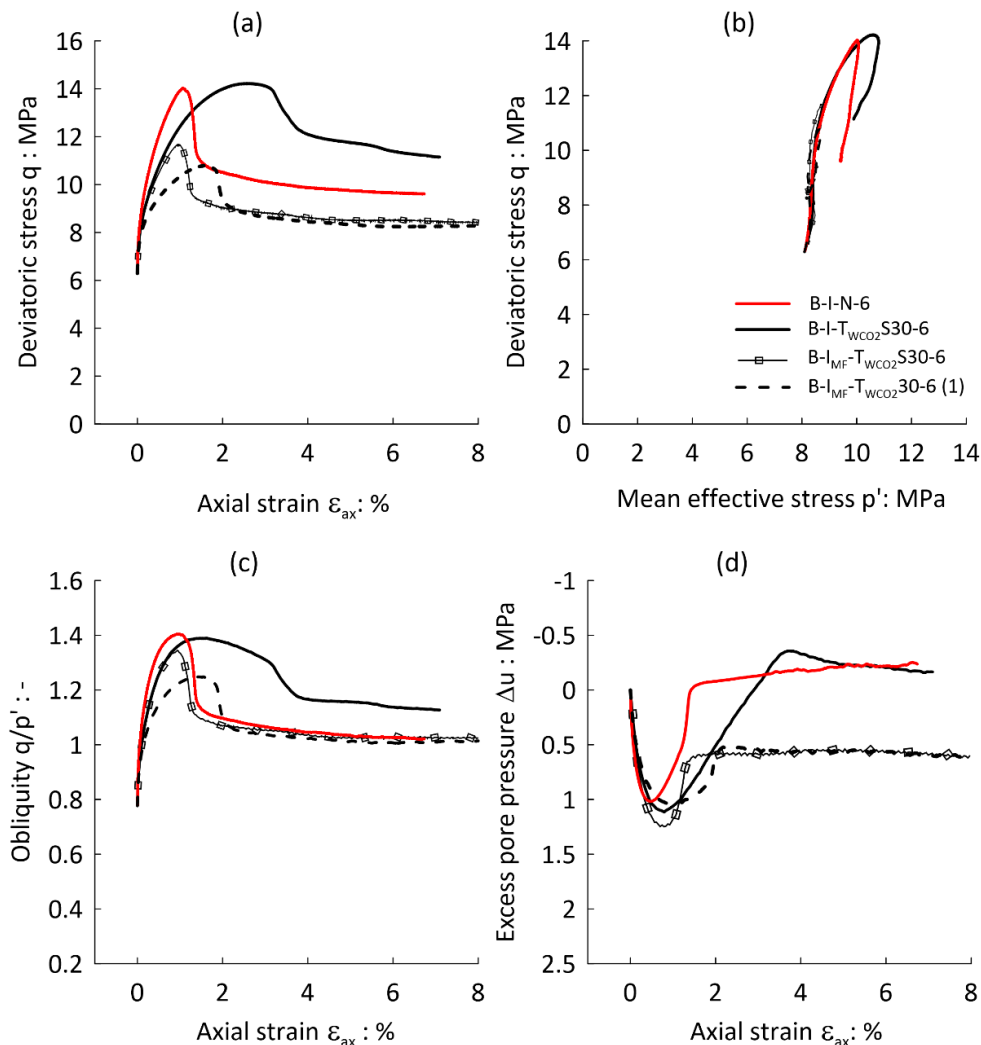 (a)
16
14
12
10
8
6
4
2
0
Deviatoric stress q : MPa
0 2 4 6 8
Axial strain εax: %
(b)
14
12
10
8
6
4
2
0
Deviatoric stress q : MPa
B-I-N-6
B-I-TWCO2S30-6
B-IMF-TWCO2S30-6
B-IMF-TWCO230-6 (1)
0 2 4 6 8 10 12 14
Mean effective stress p': MPa
(c)
1.6
1.4
1.2
1
0.8
0.6
0.4
0.2
Obliquity q/p' : -
0 2 4 6 8
Axial strain εax : %
(d)
-1
-0.5
0
0.5
1
1.5
2
2.5
Excess pore pressure Δu : MPa
0 2 4 6 8
Axial strain εax: %